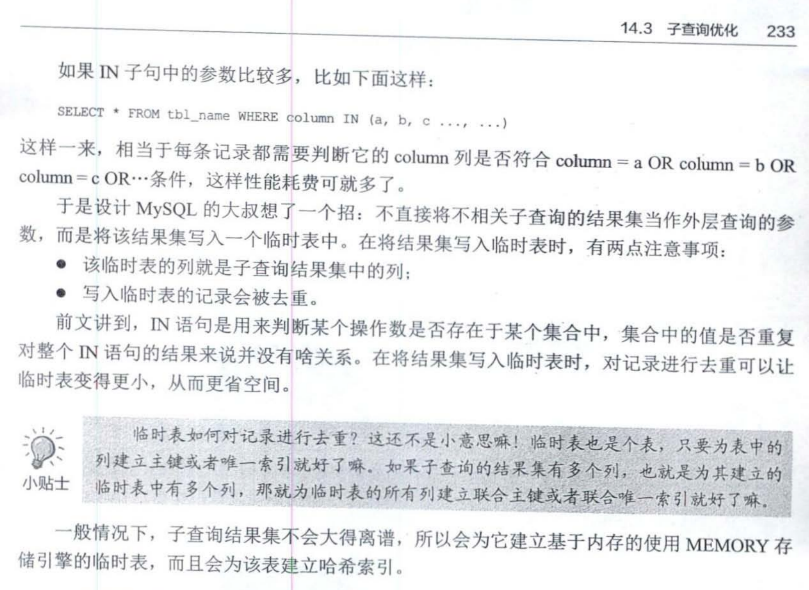 14.3 子查询优化 233
如果 IN 子句中的参数比较多，比如下面这样：
SELECT * FROM tbl_name WHERE column IN (a, b, c ..., ...)
这样一来，相当于每条记录都需要判断它的 column 列是否符合 column = a OR column = b OR
column = c OR…条件，这样性能耗费可就多了。
于是设计 MySQL 的大叔想了一个招：不直接将不相关子查询的结果集当作外层查询的参
数，而是将该结果集写入一个临时表中。在将结果集写入临时表时，有两点注意事项：
● 该临时表的列就是子查询结果集中的列；
● 写入临时表的记录会被去重。
前文讲到，IN 语句是用来判断某个操作数是否存在于某个集合中，集合中的值是否重复
对整个 IN 语句的结果来说并没有啥关系。在将结果集写入临时表时，对记录进行去重可以让
临时表变得更小，从而更省空间。
临时表如何对记录进行去重？这还不是小意思嘛！临时表也是个表，只要为表中的
列建立主键或者唯一索引就好了嘛。如果子查询的结果集有多个列，也就是为其建立的
小贴士
临时表中有多个列，那就为临时表的所有列建立联合主键或者联合唯一索引就好了嘛。
一般情况下，子查询结果集不会大得离谱，所以会为它建立基于内存的使用 MEMORY 存
储引擎的临时表，而且会为该表建立哈希索引。